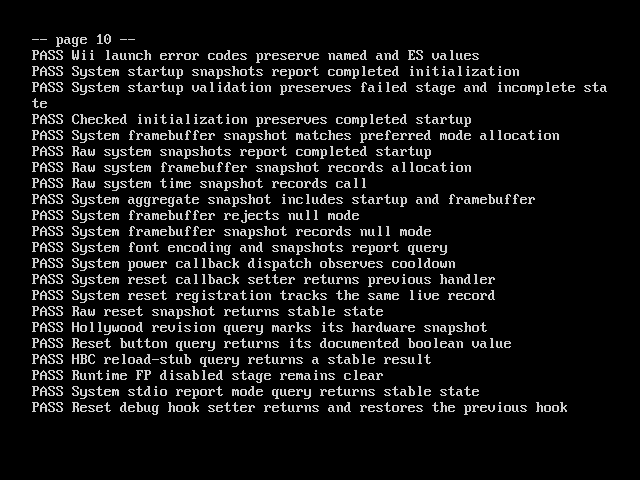 -- page 10 --
PASS Wii launch error codes preserve named and ES values
PASS System startup snapshots report completed initialization
PASS System startup validation preserves failed stage and incomplete sta
te
PASS Checked initialization preserves completed startup
PASS System framebuffer snapshot matches preferred mode allocation
PASS Raw system snapshots report completed startup
PASS Raw system framebuffer snapshot records allocation
PASS Raw system time snapshot records call
PASS System aggregate snapshot includes startup and framebuffer
PASS System framebuffer rejects null mode
PASS System framebuffer snapshot records null mode
PASS System font encoding and snapshots report query
PASS System power callback dispatch observes cooldown
PASS System reset callback setter returns previous handler
PASS System reset registration tracks the same live record
PASS Raw reset snapshot returns stable state
PASS Hollywood revision query marks its hardware snapshot
PASS Reset button query returns its documented boolean value
PASS HBC reload-stub query returns a stable result
PASS Runtime FP disabled stage remains clear
PASS System stdio report mode query returns stable state
PASS Reset debug hook setter returns and restores the previous hook